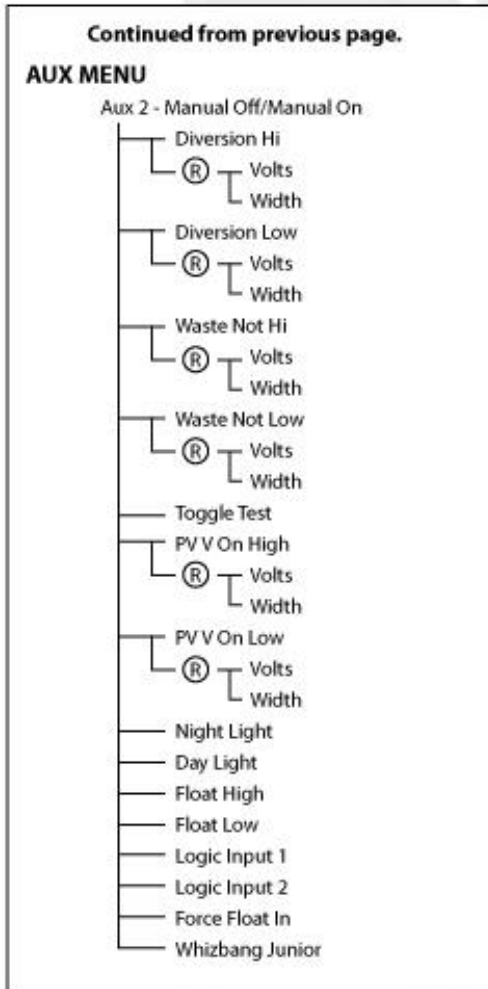 Continued from previous page.
AUX MENU
Aux 2 - Manual Off/Manual On
Diversion Hi
R Volts
Width
Diversion Low
R Volts
Width
Waste Not Hi
R Volts
Width
Waste Not Low
R Volts
Width
Toggle Test
PV V On High
R Volts
Width
PV V On Low
R Volts
Width
Night Light
Day Light
Float High
Float Low
Logic Input 1
Logic Input 2
Force Float In
Whizbang Junior